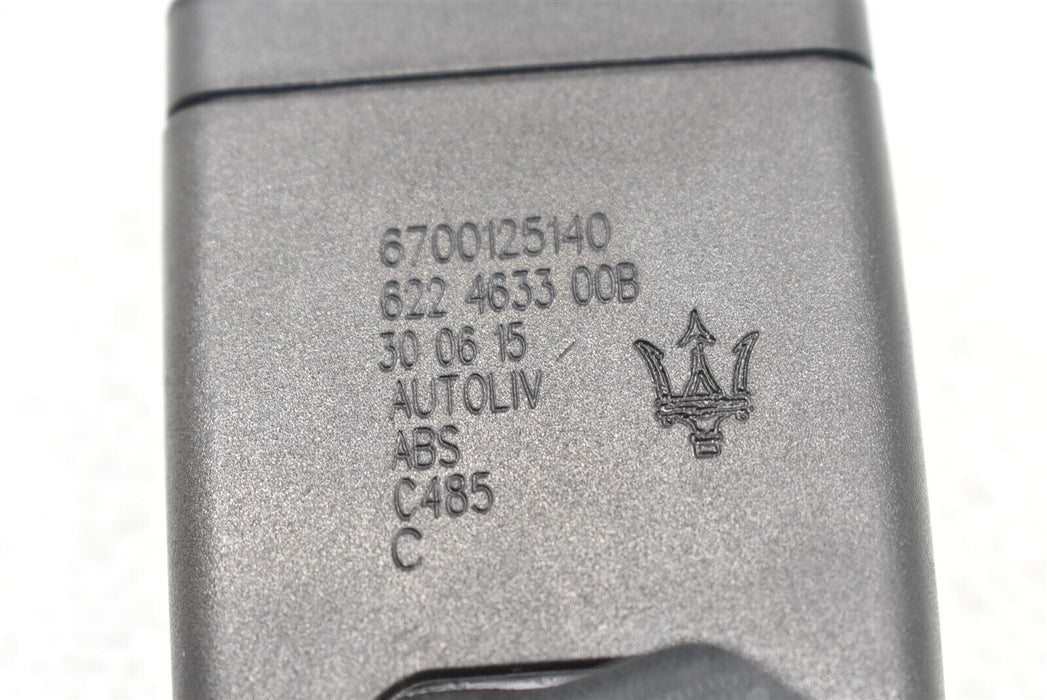 6700125140
622 4633 00B
30 06 15
AUTOLIV
ABS
C485
C